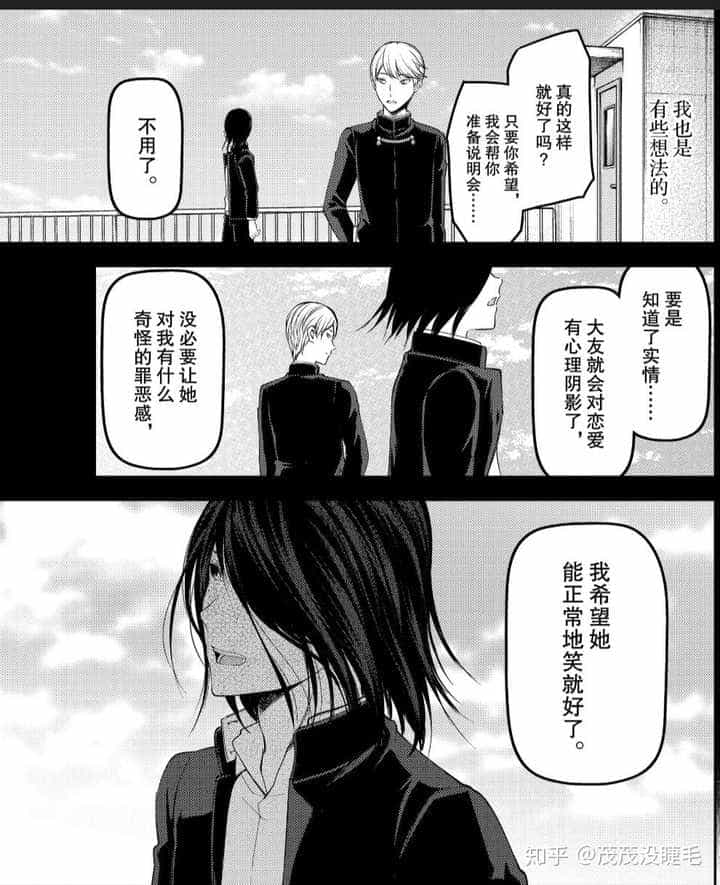 我也是
有些想法的。
真的这样
就好了吗？
只要你希望，
我会帮你
准备说明会……
不用了。
要是
知道了实情……
大友就会对恋爱
有心理阴影了，
没必要让她
对我有什么
奇怪的罪恶感，
我希望她
能正常地笑就好了。
知乎 @茂茂没睫毛